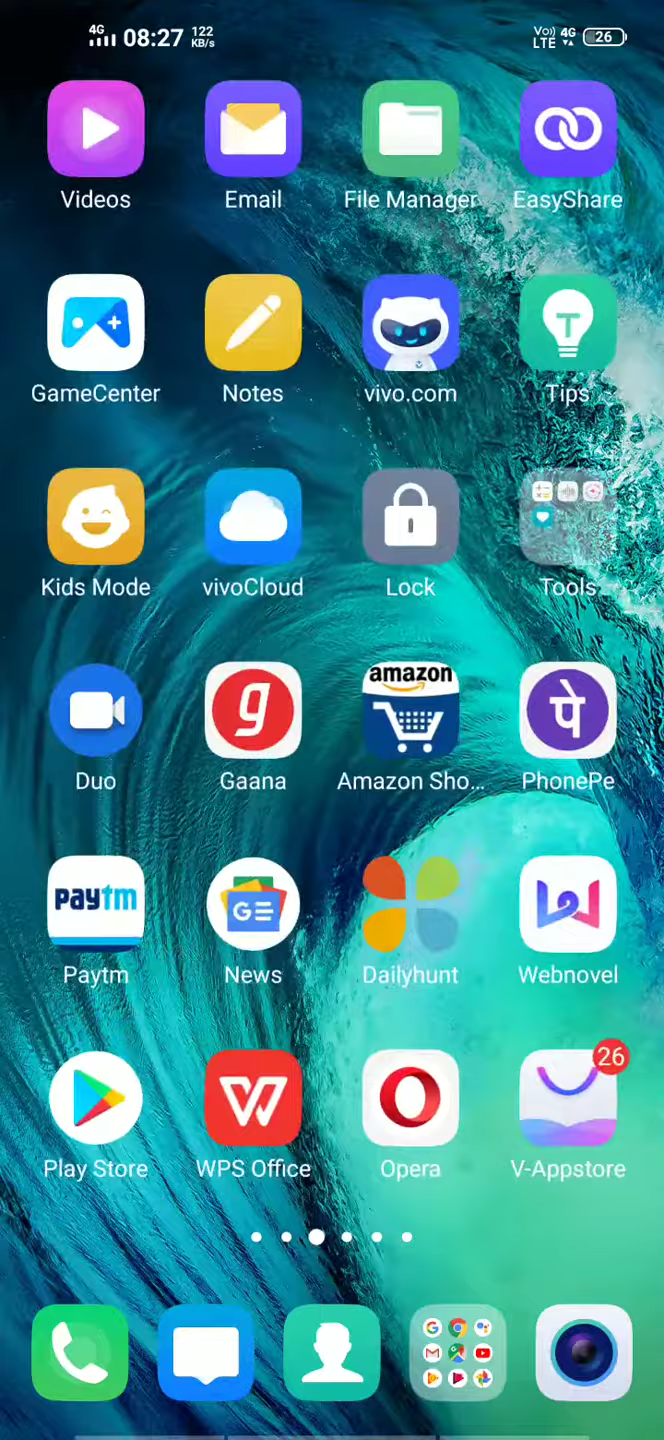 4G 08:27 122 KB/s Vo)) LTE 4G 26
Videos Email File Manager EasyShare
GameCenter Notes vivo.com Tips
Kids Mode vivoCloud Lock Tools
amazon
पे
Duo Gaana Amazon Sho... PhonePe
paytm
GE
Paytm News Dailyhunt Webnovel
26
Play Store WPS Office Opera V-Appstore